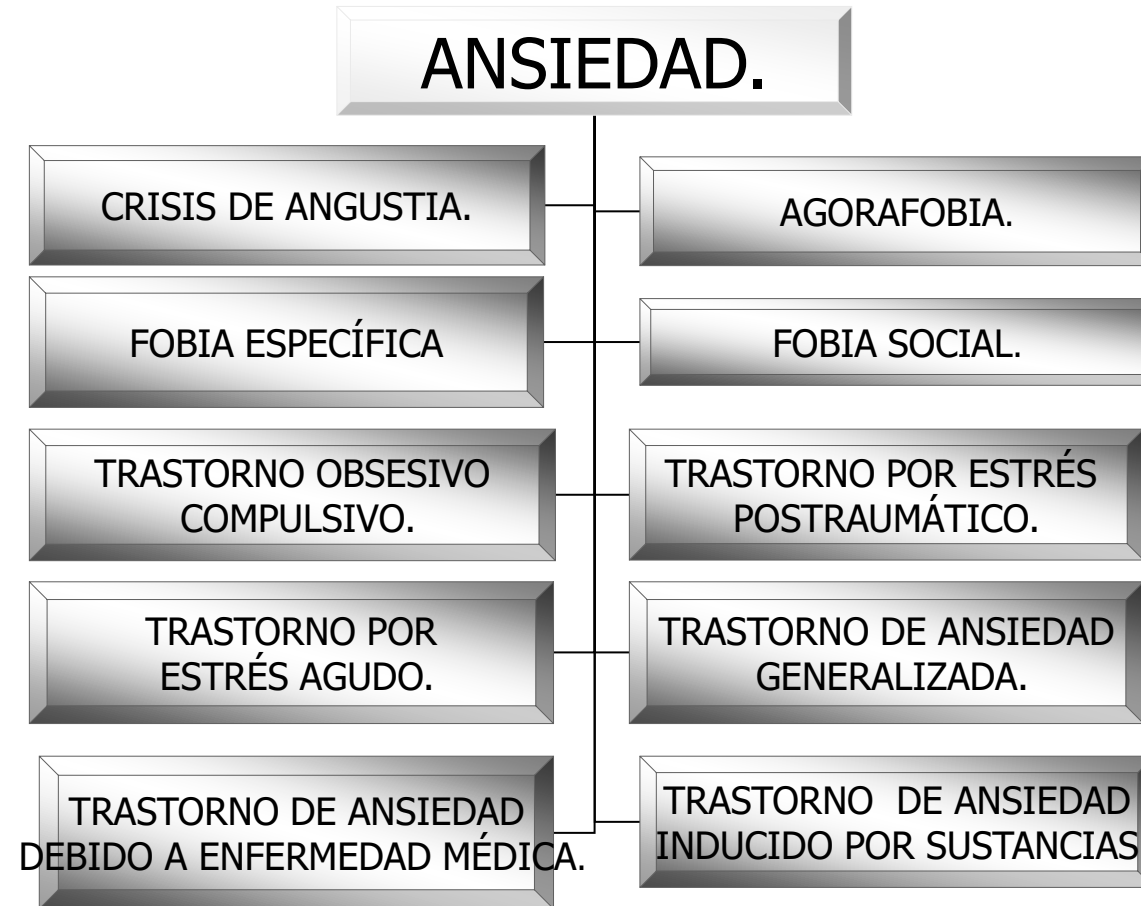 ANSIEDAD.
CRISIS DE ANGUSTIA.
AGORAFOBIA.
FOBIA ESPECÍFICA
FOBIA SOCIAL.
TRASTORNO OBSESIVO
COMPULSIVO.
TRASTORNO POR ESTRÉS
POSTRAUMÁTICO.
TRASTORNO POR
ESTRÉS AGUDO.
TRASTORNO DE ANSIEDAD
GENERALIZADA.
TRASTORNO DE ANSIEDAD
DEBIDO A ENFERMEDAD MÉDICA.
TRASTORNO DE ANSIEDAD
INDUCIDO POR SUSTANCIAS